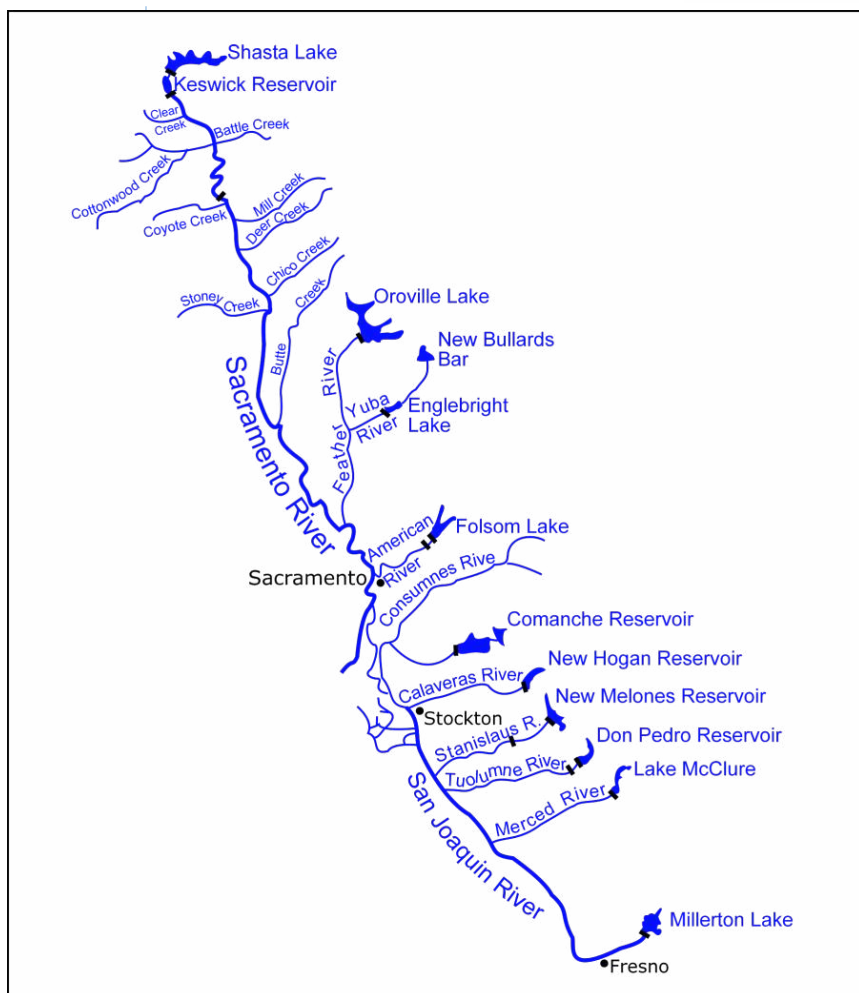 Shasta Lake
Keswick Reservoir
Clear
Creek
Battle Creek
Cottonwood Creek
Coyote Creek
Mill Creek
Deer Creek
Chico Creek
Stoney
Creek
Butte
Creek
Oroville Lake
New Bullards
Bar
Englebright
Lake
Yuba
River
Feather
River
Sacramento River
American
River
Folsom Lake
Sacramento
Consumnes Rive
Comanche Reservoir
New Hogan Reservoir
Calaveras River
New Melones Reservoir
Stockton
Stanislaus R.
Don Pedro Reservoir
Tuolumne River
Lake McClure
Merced River
San Joaquin River
Millerton Lake
Fresno